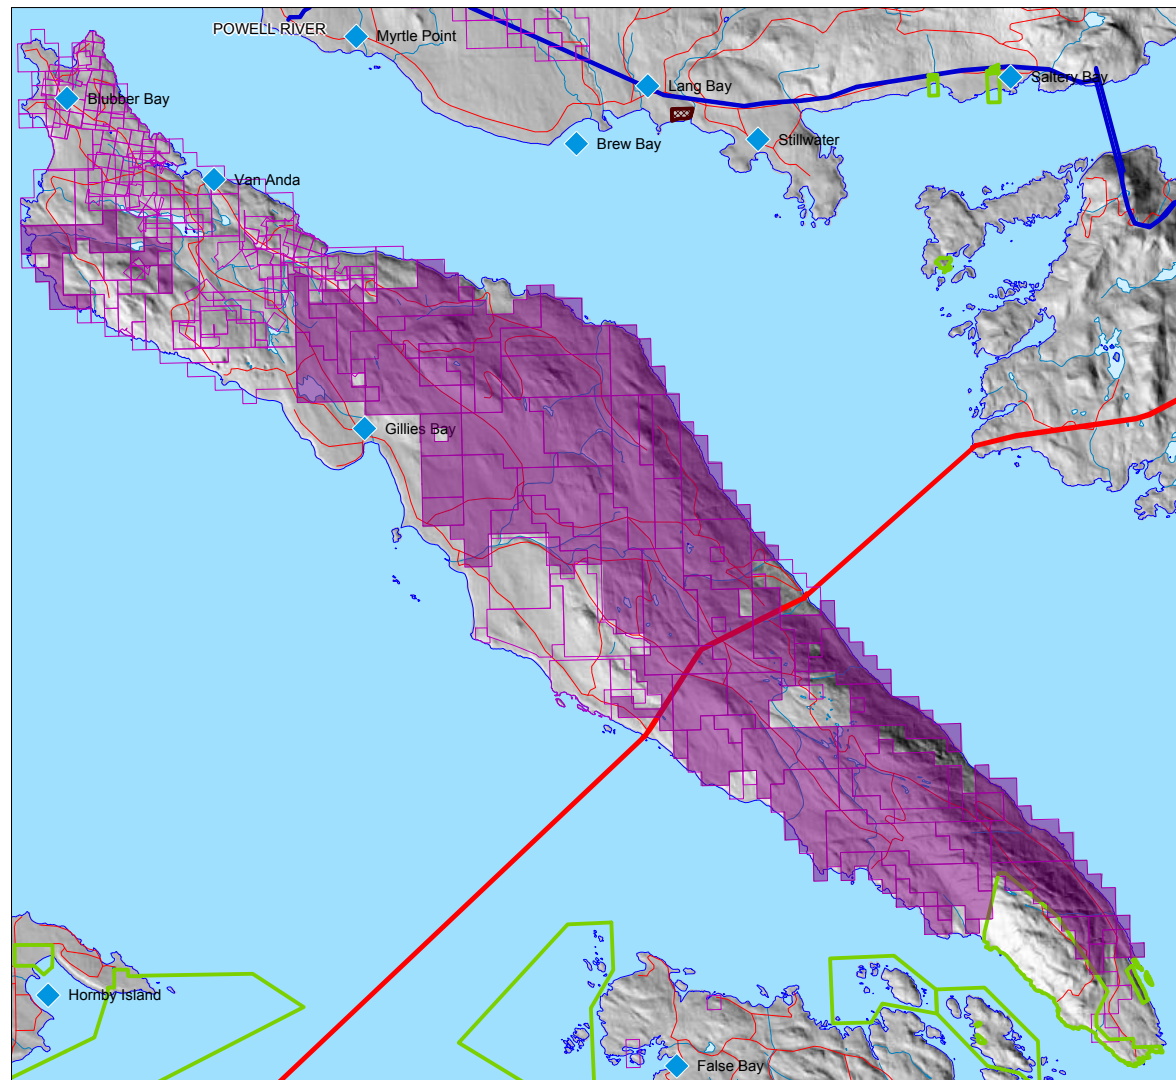 POWELL RIVER
Myrtle Point
Blubber Bay
Lang Bay
Saltery Bay
Brew Bay
Stillwater
Van Anda
Gillies Bay
Hornby Island
False Bay